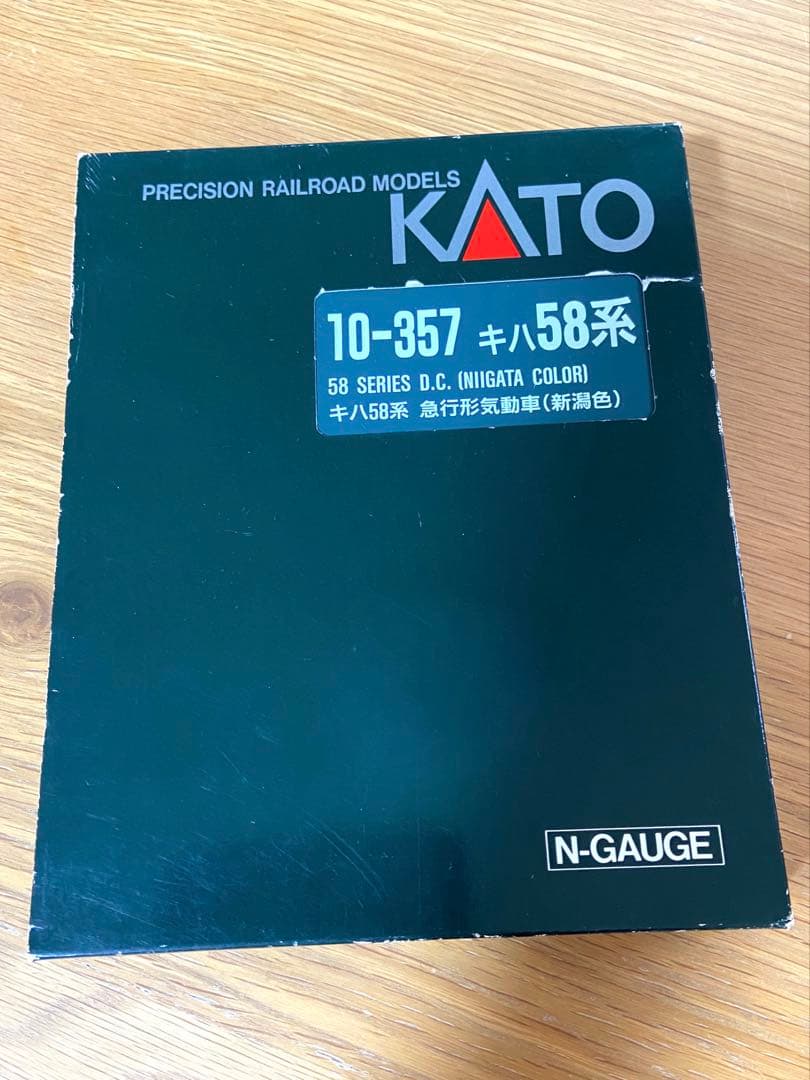 PRECISION RAILROAD MODELS
KATO
10-357 キハ58系
58 SERIES D.C. (NIIGATA COLOR)
キハ58系 急行形気動車(新潟色)
N-GAUGE